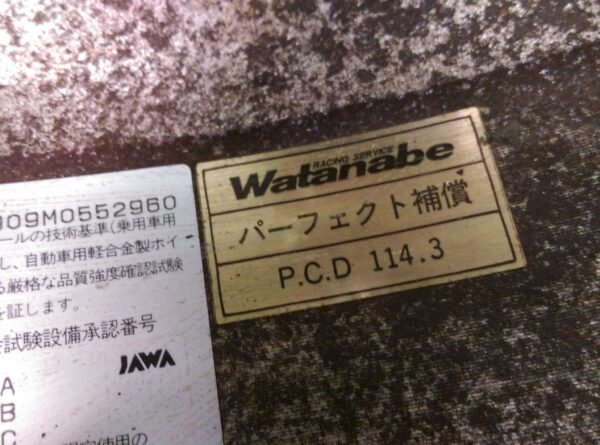 RACING SERVICE
Watanabe
パーフェクト補償
P.C.D 114.3
09M0552960
ールの技術基準(乗用車用
し、自動車用軽合金製ホイ
る厳格な品質強度確認試験
を証します。
試験設備承認番号
JAWA
A
B
C